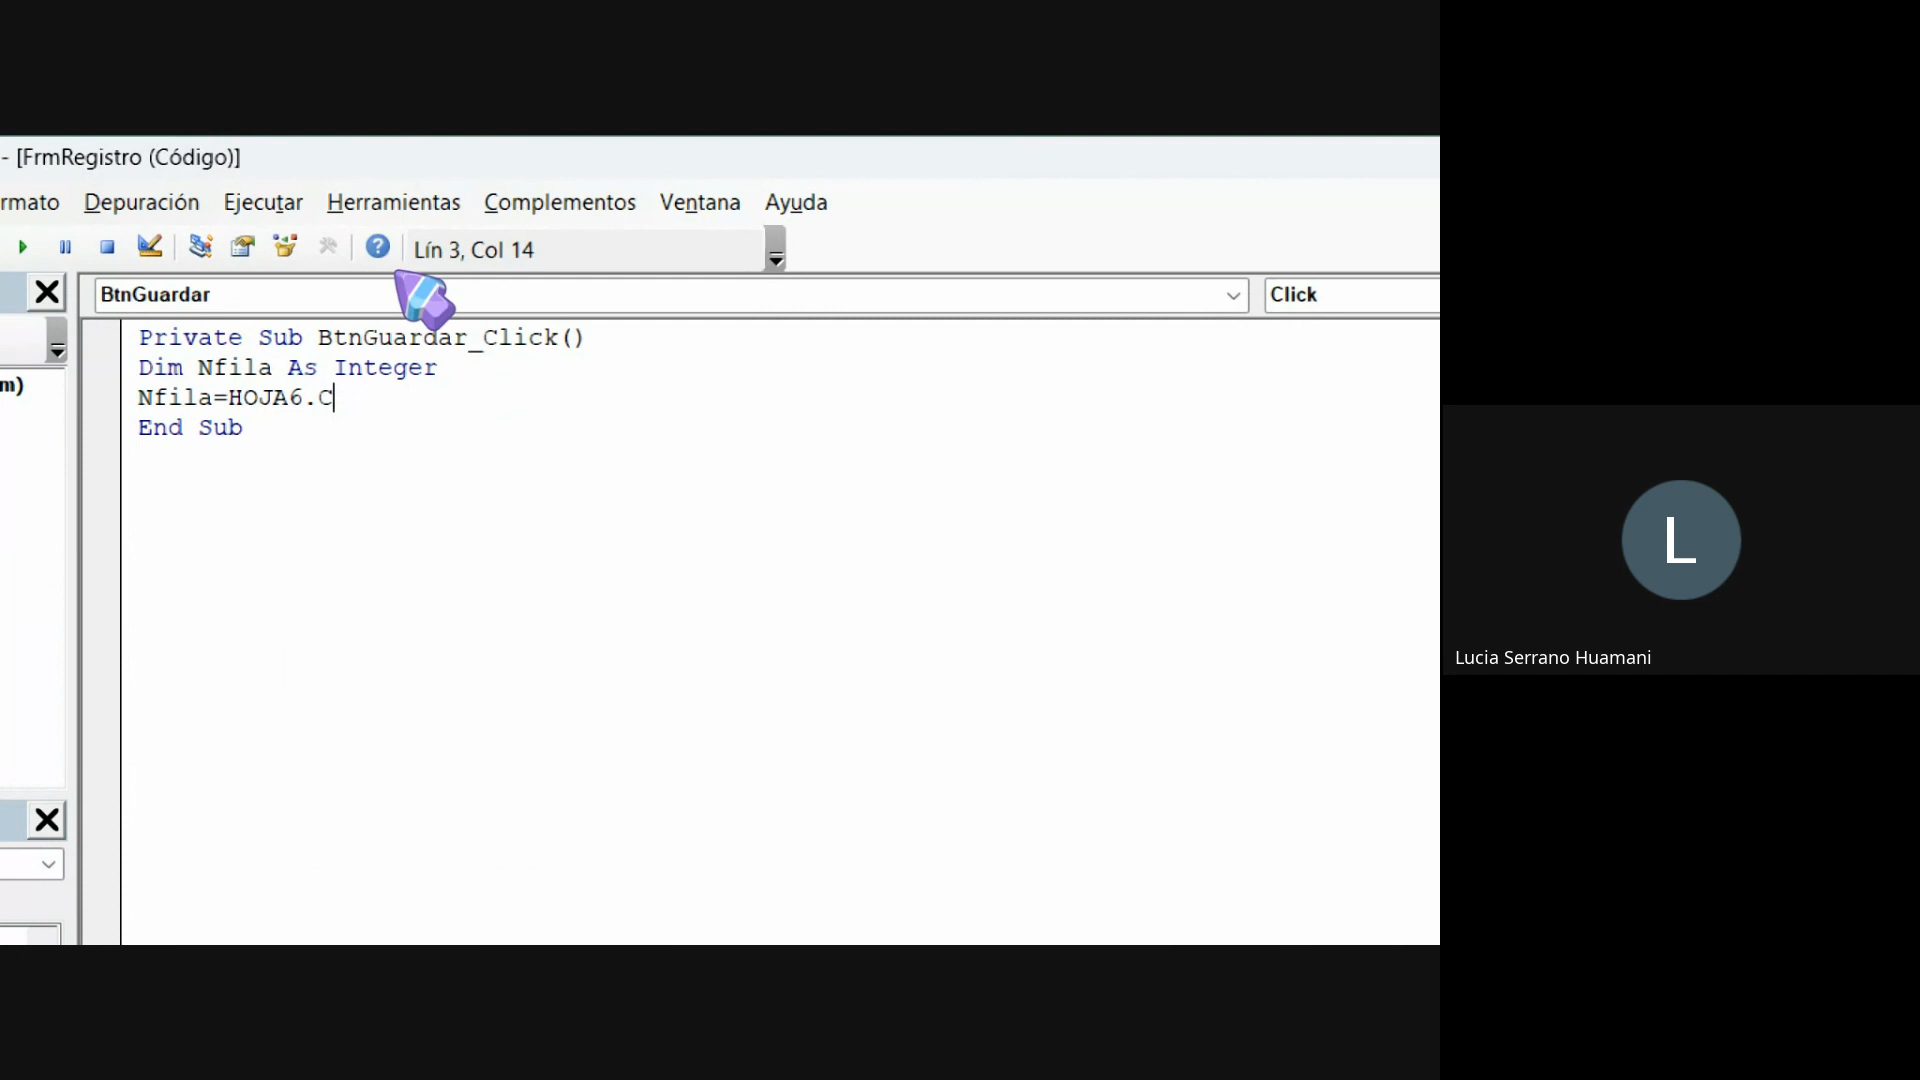 - [FrmRegistro (Código)]
rmato Depuración Ejecutar Herramientas Complementos Ventana Ayuda
Lín 3, Col 14
BtnGuardar
Click
Private Sub BtnGuardar_Click()
Dim Nfila As Integer
m)
Nfila=HOJA6.C
End Sub
L
Lucia Serrano Huamani